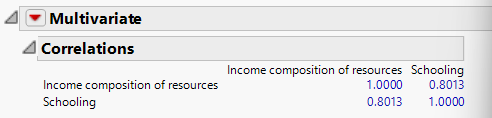 Multivariate
Correlations
Income composition of resources Schooling
Income composition of resources 1.0000 0.8013
Schooling 0.8013 1.0000